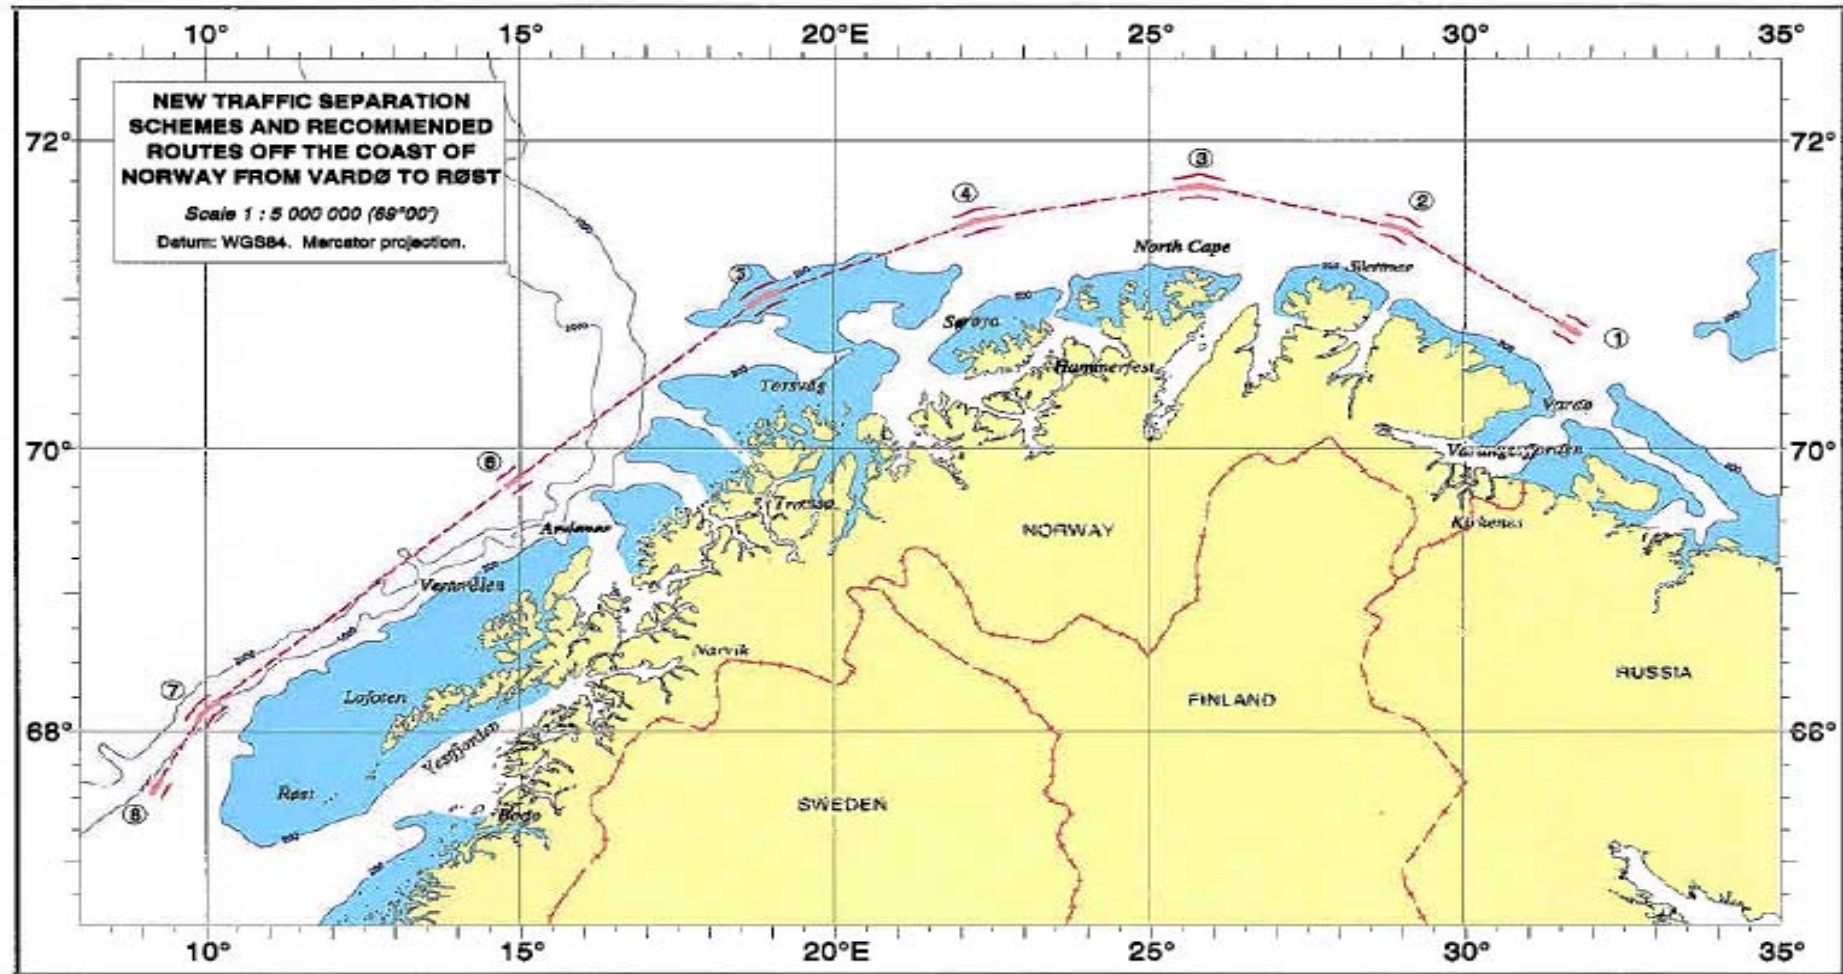 10° 15° 20°E 25° 30° 35°
NEW TRAFFIC SEPARATION
SCHEMES AND RECOMMENDED
ROUTES OFF THE COAST OF
NORWAY FROM VARDØ TO RØST
Scale 1 : 5 000 000 (69°00')
Datum: WGS84. Mercator projection.
72° 72°
3
4
2
North Cape
Slettnes
5
Sørøya
1
Hammerfest
Torsvåg
Vardø
70° 70°
6
Varangerfjorden
Tromsø
Andenes
NORWAY
Kirkenes
Vesterålen
Narvik
RUSSIA
7
Lofoten
FINLAND
68° 68°
Vestfjorden
Røst
SWEDEN
8
Bodø
10° 15° 20°E 25° 30° 35°